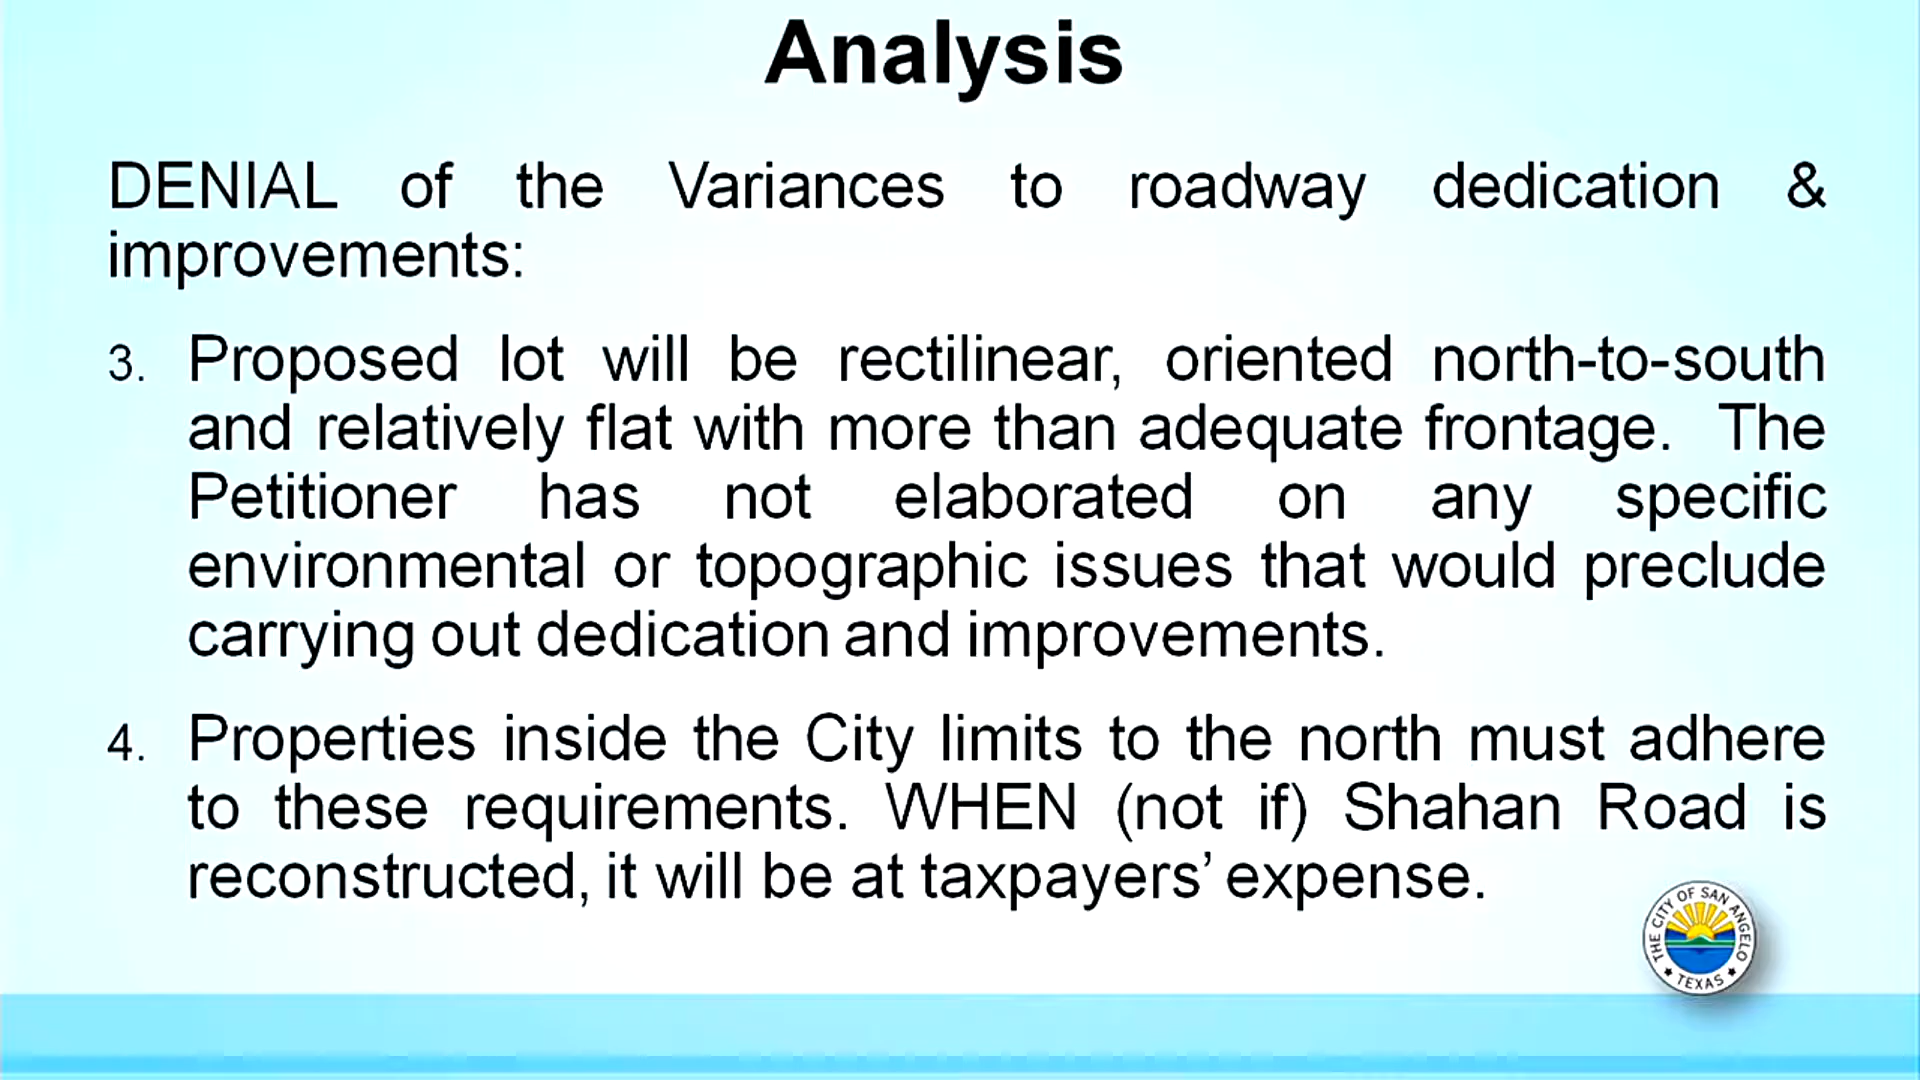 Analysis
DENIAL of the Variances to roadway dedication &
improvements:
3. Proposed lot will be rectilinear, oriented north-to-south
and relatively flat with more than adequate frontage. The
Petitioner has not elaborated on any specific
environmental or topographic issues that would preclude
carrying out dedication and improvements.
4. Properties inside the City limits to the north must adhere
to these requirements. WHEN (not if) Shahan Road is
reconstructed, it will be at taxpayers’ expense.
THE CITY OF SAN ANGELO
TEXAS